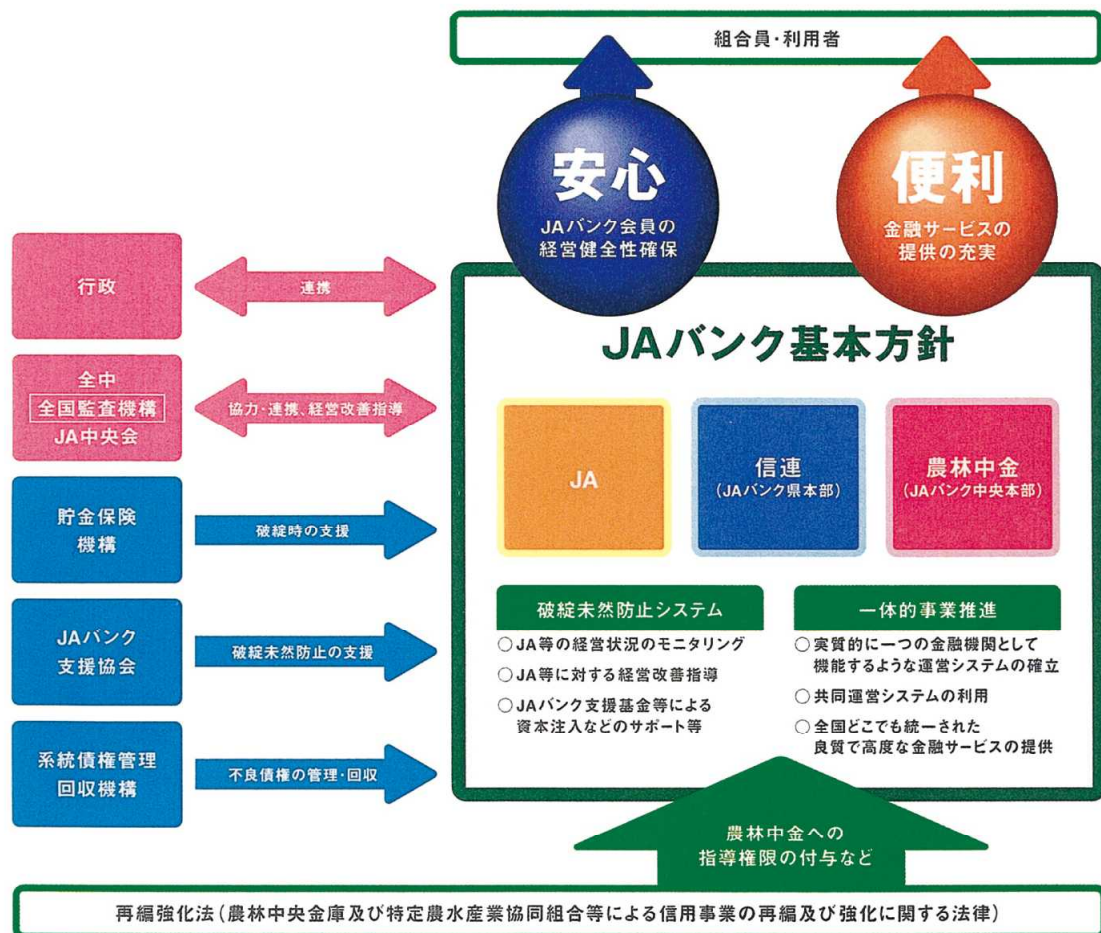 組合員・利用者
安心
JAバンク会員の
経営健全性確保
便利
金融サービスの
提供の充実
行政
連携
全中
全国監査機構
JA中央会
協力・連携、経営改善指導
貯金保険
機構
破綻時の支援
JAバンク
支援協会
破綻未然防止の支援
系統債権管理
回収機構
不良債権の管理・回収
JAバンク基本方針
JA
信連
(JAバンク県本部)
農林中金
(JAバンク中央本部)
破綻未然防止システム
○JA等の経営状況のモニタリング
○JA等に対する経営改善指導
○JAバンク支援基金等による
資本注入などのサポート等
一体的事業推進
○実質的に一つの金融機関として
機能するような運営システムの確立
○共同運営システムの利用
○全国どこでも統一された
良質で高度な金融サービスの提供
農林中金への
指導権限の付与など
再編強化法(農林中央金庫及び特定農水産業協同組合等による信用事業の再編及び強化に関する法律)